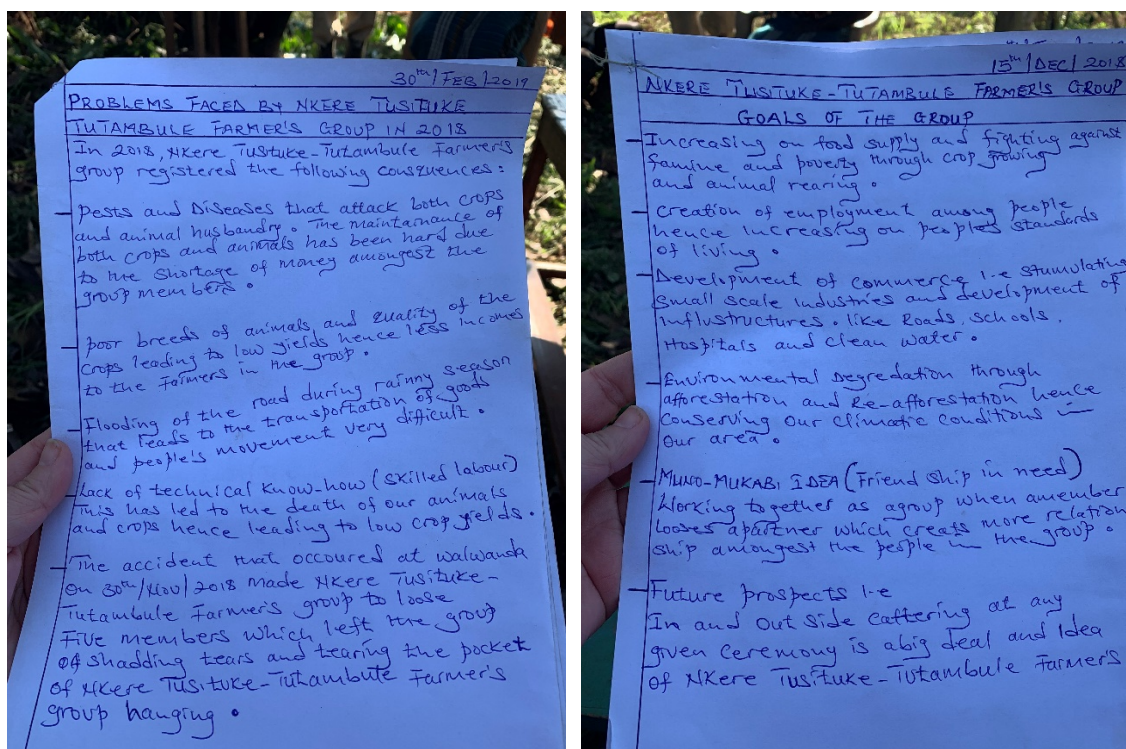 30th/FEB/2019
PROBLEMS FACED BY NKERE TUSITUKE
TUTAMBULE FARMER'S GROUP IN 2018
In 2018, Nkere Tustuke-Tutambule Farmer's
group registered the following consquences:
- Pests and Diseases that attack both crops
and animal husbandry. The maintanance of
both crops and animals has been hard due
to the shortage of money amongest the
group members.
- poor breeds of animals and quality of the
crops leading to low yields hence less incomes
to the Farmers in the group.
- Flooding of the road during rainny season
that leads to the transportation of goods
and people's movement very difficult.
- Lack of technical know-how (skilled labour)
This has led to the death of our animals
and crops hence leading to low crop yields.
- The accident that occoured at walwanda
on 30th/Nov/2018 made Nkere Tusituke-
Tutambule Farmer's group to loose
Five members which left the group
of shadding tears and tearing the pocket
of Nkere Tusituke-Tutambute Farmer's
group hanging.
15th/DEC/2018
NKERE TUSTUKE-TUTAMBULE FARMER'S GROUP
GOALS OF THE GROUP
- Increasing on food supply and frighting against
famine and poverty through crop growing
and animal rearing.
- Creation of employment among people
hence increasing on people's standards
of living.
- Development of commerce i-e stumulating
small scale industries and development of
influstructures. like Roads, schools,
Hospitals and clean water.
- Environmental Degredation through
afforestration and Re-afforestation hence
conserving our climatic conditions in
our area.
- MUNO-MUKABI IDEA (Friend ship in need)
Working together as agroup when amember
looses apartner which creats more relation
ship amongest the people in the group.
- Future prospects i-e
In and out side cattering at any
given ceremony is abig deal and Idea
of Nkere Tusituke-Tutambule Farmer's